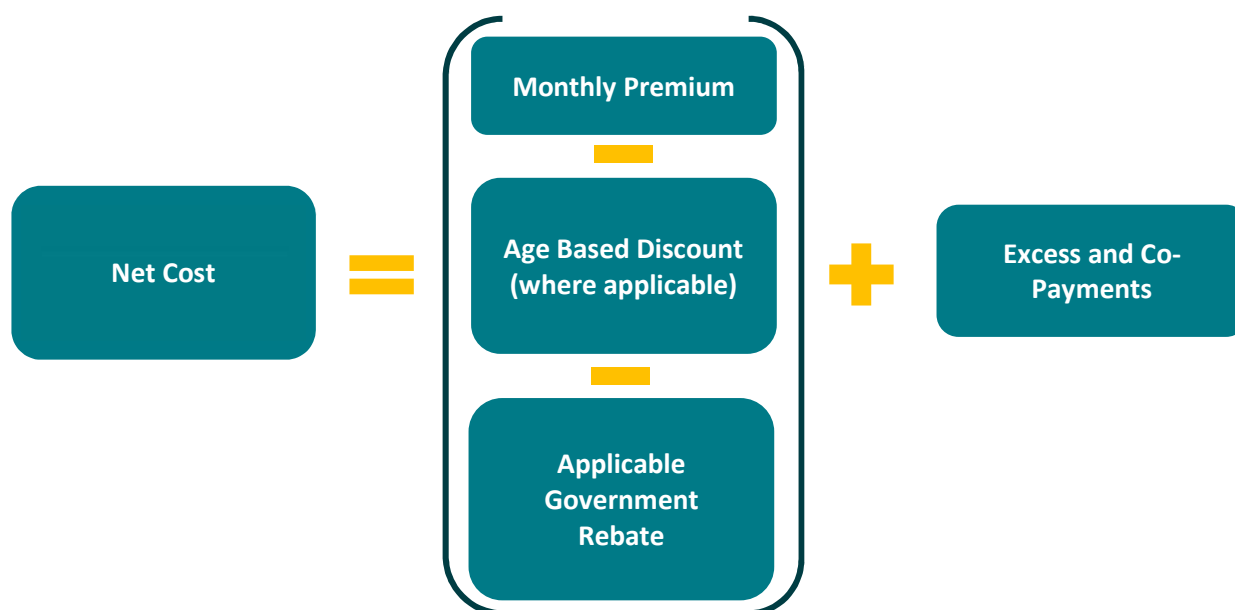 Net Cost
Monthly Premium
Age Based Discount
(where applicable)
Applicable
Government
Rebate
Excess and Co-
Payments